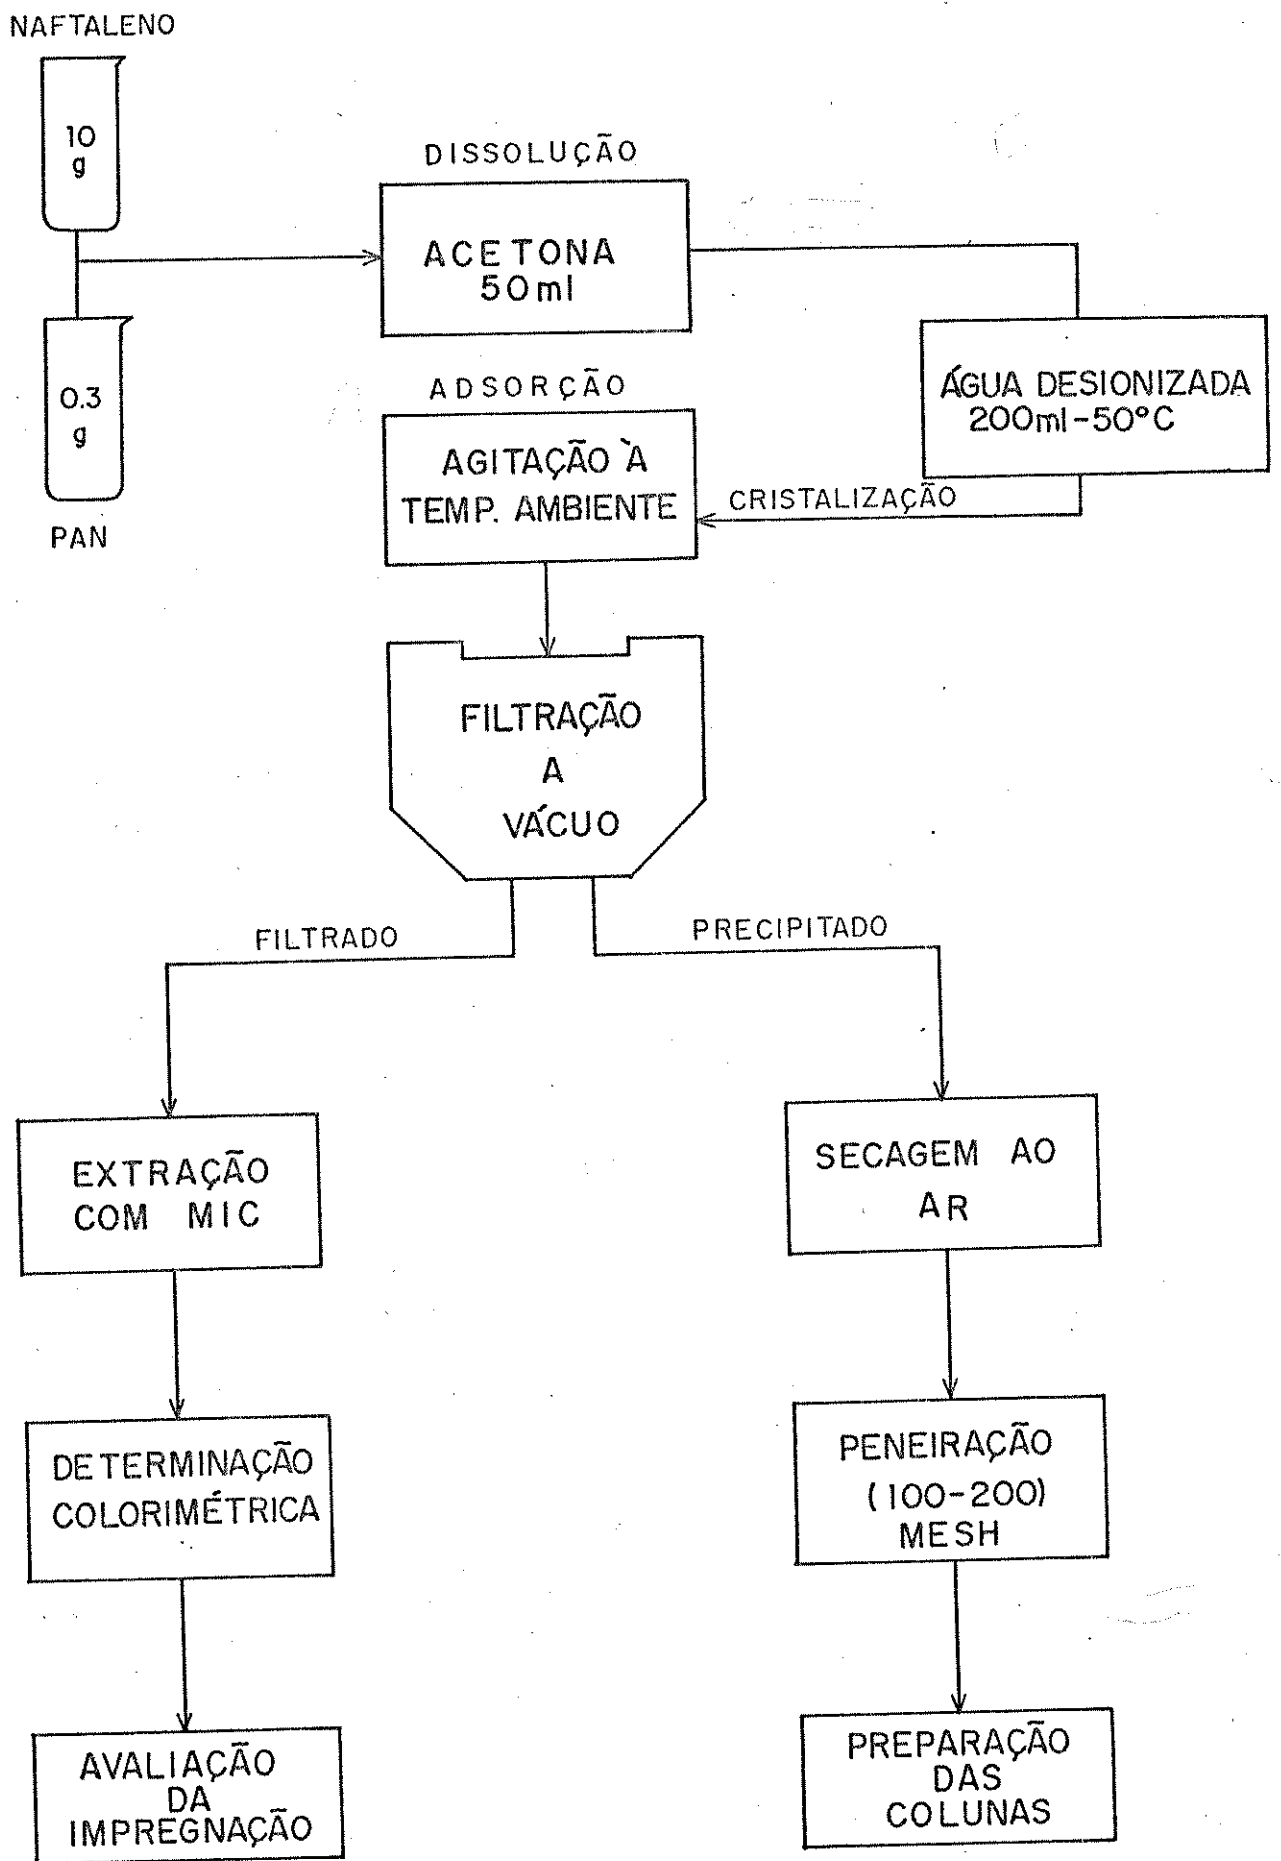 NAFTALENO
10
g
0.3
g
PAN
DISSOLUÇÃO
ACETONA
50ml
ÁGUA DESIONIZADA
200ml-50°C
CRISTALIZAÇÃO
ADSORÇÃO
AGITAÇÃO À
TEMP. AMBIENTE
FILTRAÇÃO
A
VÁCUO
FILTRADO
PRECIPITADO
EXTRAÇÃO
COM MIC
SECAGEM AO
AR
DETERMINAÇÃO
COLORIMÉTRICA
PENEIRAÇÃO
(100-200)
MESH
AVALIAÇÃO
DA
IMPREGNAÇÃO
PREPARAÇÃO
DAS
COLUNAS